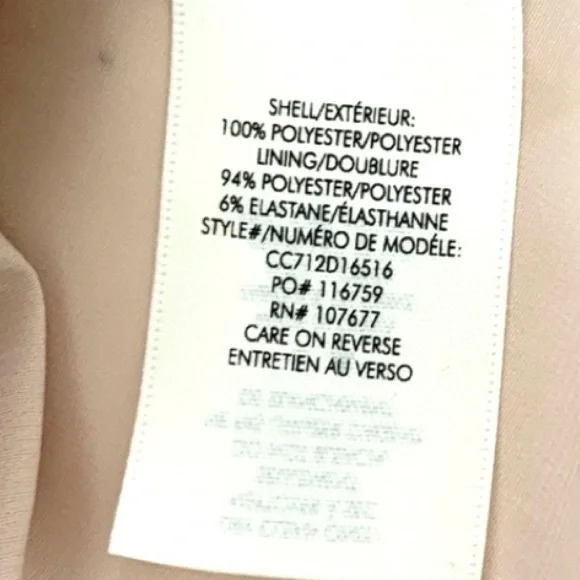 SHELL/EXTÉRIEUR:
100% POLYESTER/POLYESTER
LINING/DOUBLURE
94% POLYESTER/POLYESTER
6% ELASTANE/ÉLASTHANNE
STYLE#/NUMÉRO DE MODÉLE:
CC712D16516
PO# 116759
RN# 107677
CARE ON REVERSE
ENTRETIEN AU VERSO